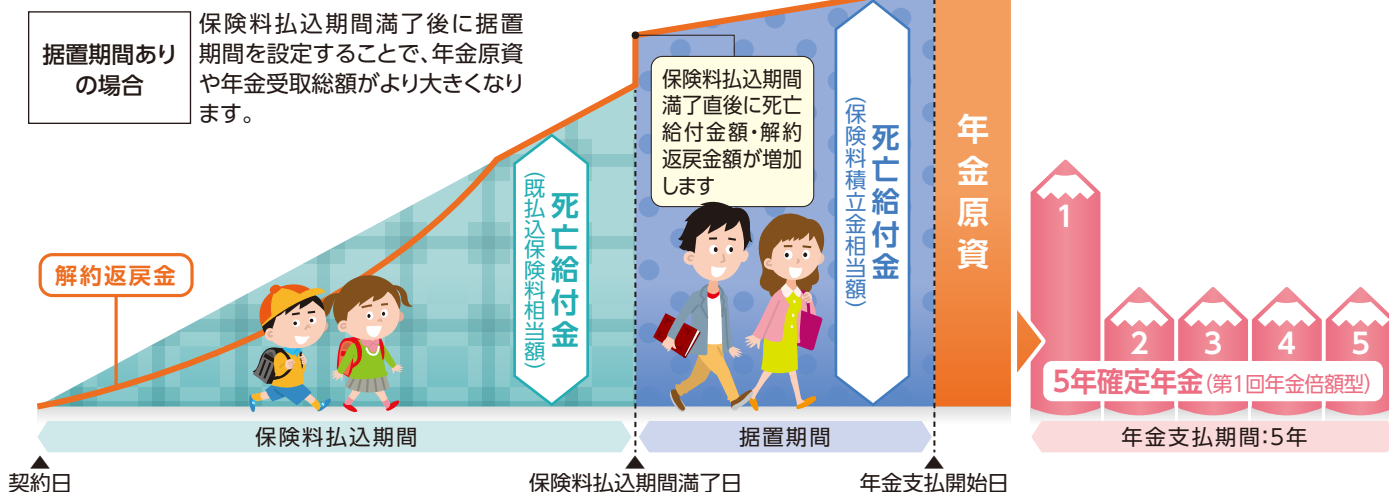 据置期間あり
の場合
保険料払込期間満了後に据置
期間を設定することで、年金原資
や年金受取総額がより大きくなり
ます。
解約返戻金
死亡給付金
(既払込保険料相当額)
保険料払込期間
満了直後に死亡
給付金額・解約
返戻金額が増加
します
死亡給付金
(保険料積立金相当額)
年金原資
1
2
3
4
5
5年確定年金(第1回年金倍額型)
保険料払込期間
据置期間
年金支払期間:5年
契約日
保険料払込期間満了日
年金支払開始日